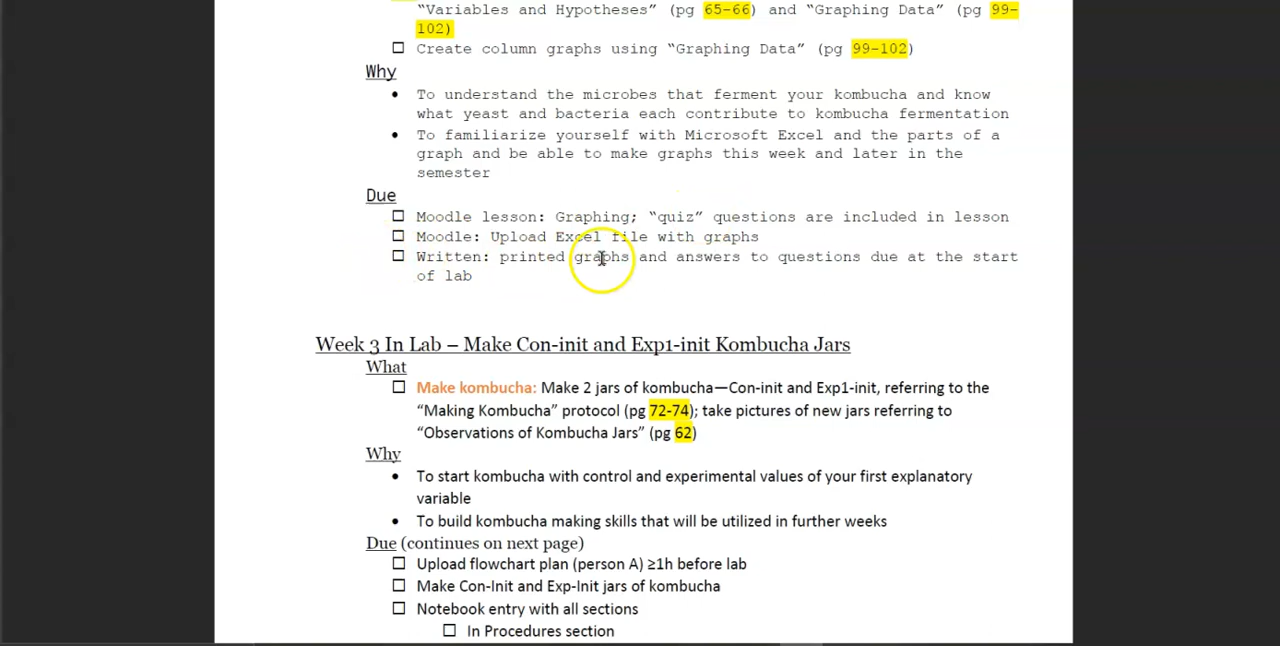 “Variables and Hypotheses” (pg 65–66) and “Graphing Data” (pg 99–
102)
☐ Create column graphs using “Graphing Data” (pg 99-102)
Why
• To understand the microbes that ferment your kombucha and know
what yeast and bacteria each contribute to kombucha fermentation
• To familiarize yourself with Microsoft Excel and the parts of a
graph and be able to make graphs this week and later in the
semester
Due
☐ Moodle lesson: Graphing; “quiz” questions are included in lesson
☐ Moodle: Upload Excel file with graphs
☐ Written: printed graphs and answers to questions due at the start
of lab
Week 3 In Lab – Make Con-init and Exp1-init Kombucha Jars
What
☐ Make kombucha: Make 2 jars of kombucha—Con-init and Exp1-init, referring to the
“Making Kombucha” protocol (pg 72-74); take pictures of new jars referring to
“Observations of Kombucha Jars” (pg 62)
Why
• To start kombucha with control and experimental values of your first explanatory
variable
• To build kombucha making skills that will be utilized in further weeks
Due (continues on next page)
☐ Upload flowchart plan (person A) ≥1h before lab
☐ Make Con-Init and Exp-Init jars of kombucha
☐ Notebook entry with all sections
☐ In Procedures section